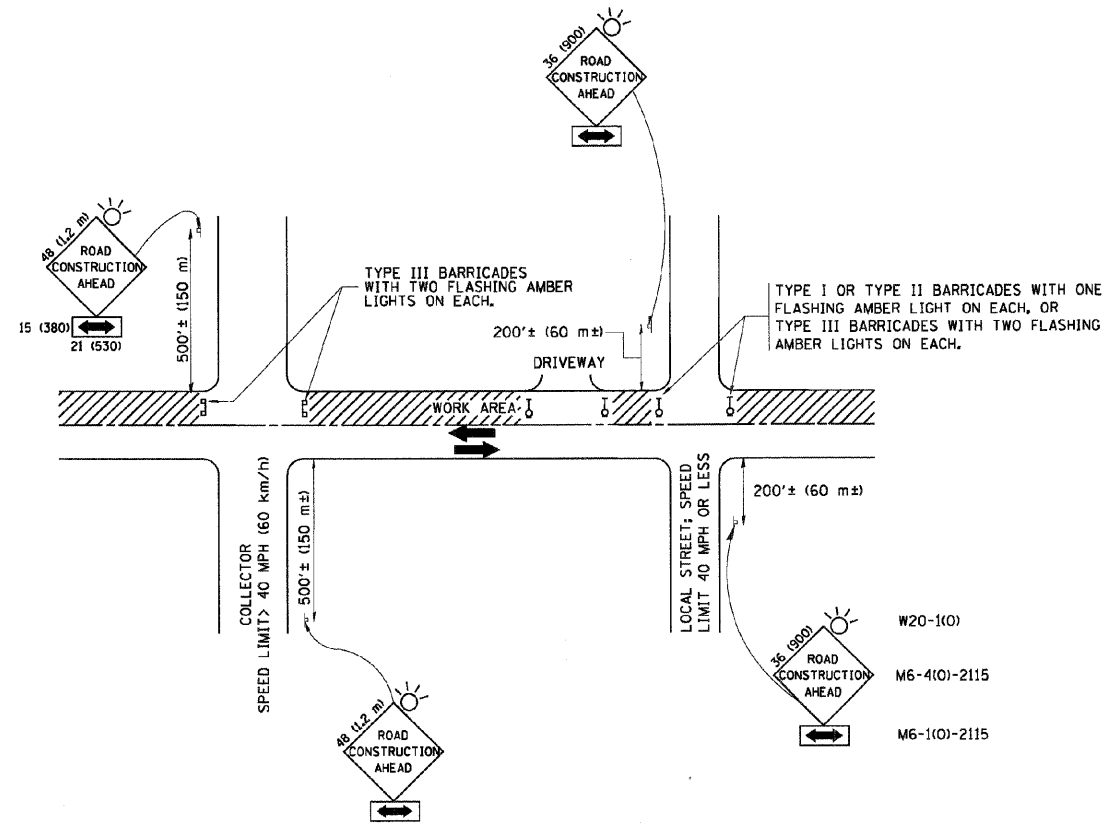 36 (900)
ROAD
CONSTRUCTION
AHEAD
48 (1.2 m)
ROAD
CONSTRUCTION
AHEAD
15 (380)
21 (530)
500'± (150 m)
TYPE III BARRICADES
WITH TWO FLASHING AMBER
LIGHTS ON EACH.
200'± (60 m±)
DRIVEWAY
TYPE I OR TYPE II BARRICADES WITH ONE
FLASHING AMBER LIGHT ON EACH, OR
TYPE III BARRICADES WITH TWO FLASHING
AMBER LIGHTS ON EACH.
WORK AREA
COLLECTOR
SPEED LIMIT> 40 MPH (60 km/h)
500'± (150 m±)
LOCAL STREET; SPEED
LIMIT 40 MPH OR LESS
200'± (60 m±)
36 (900)
ROAD
CONSTRUCTION
AHEAD
W20-1(O)
M6-4(O)-2115
M6-1(O)-2115
48 (1.2 m)
ROAD
CONSTRUCTION
AHEAD